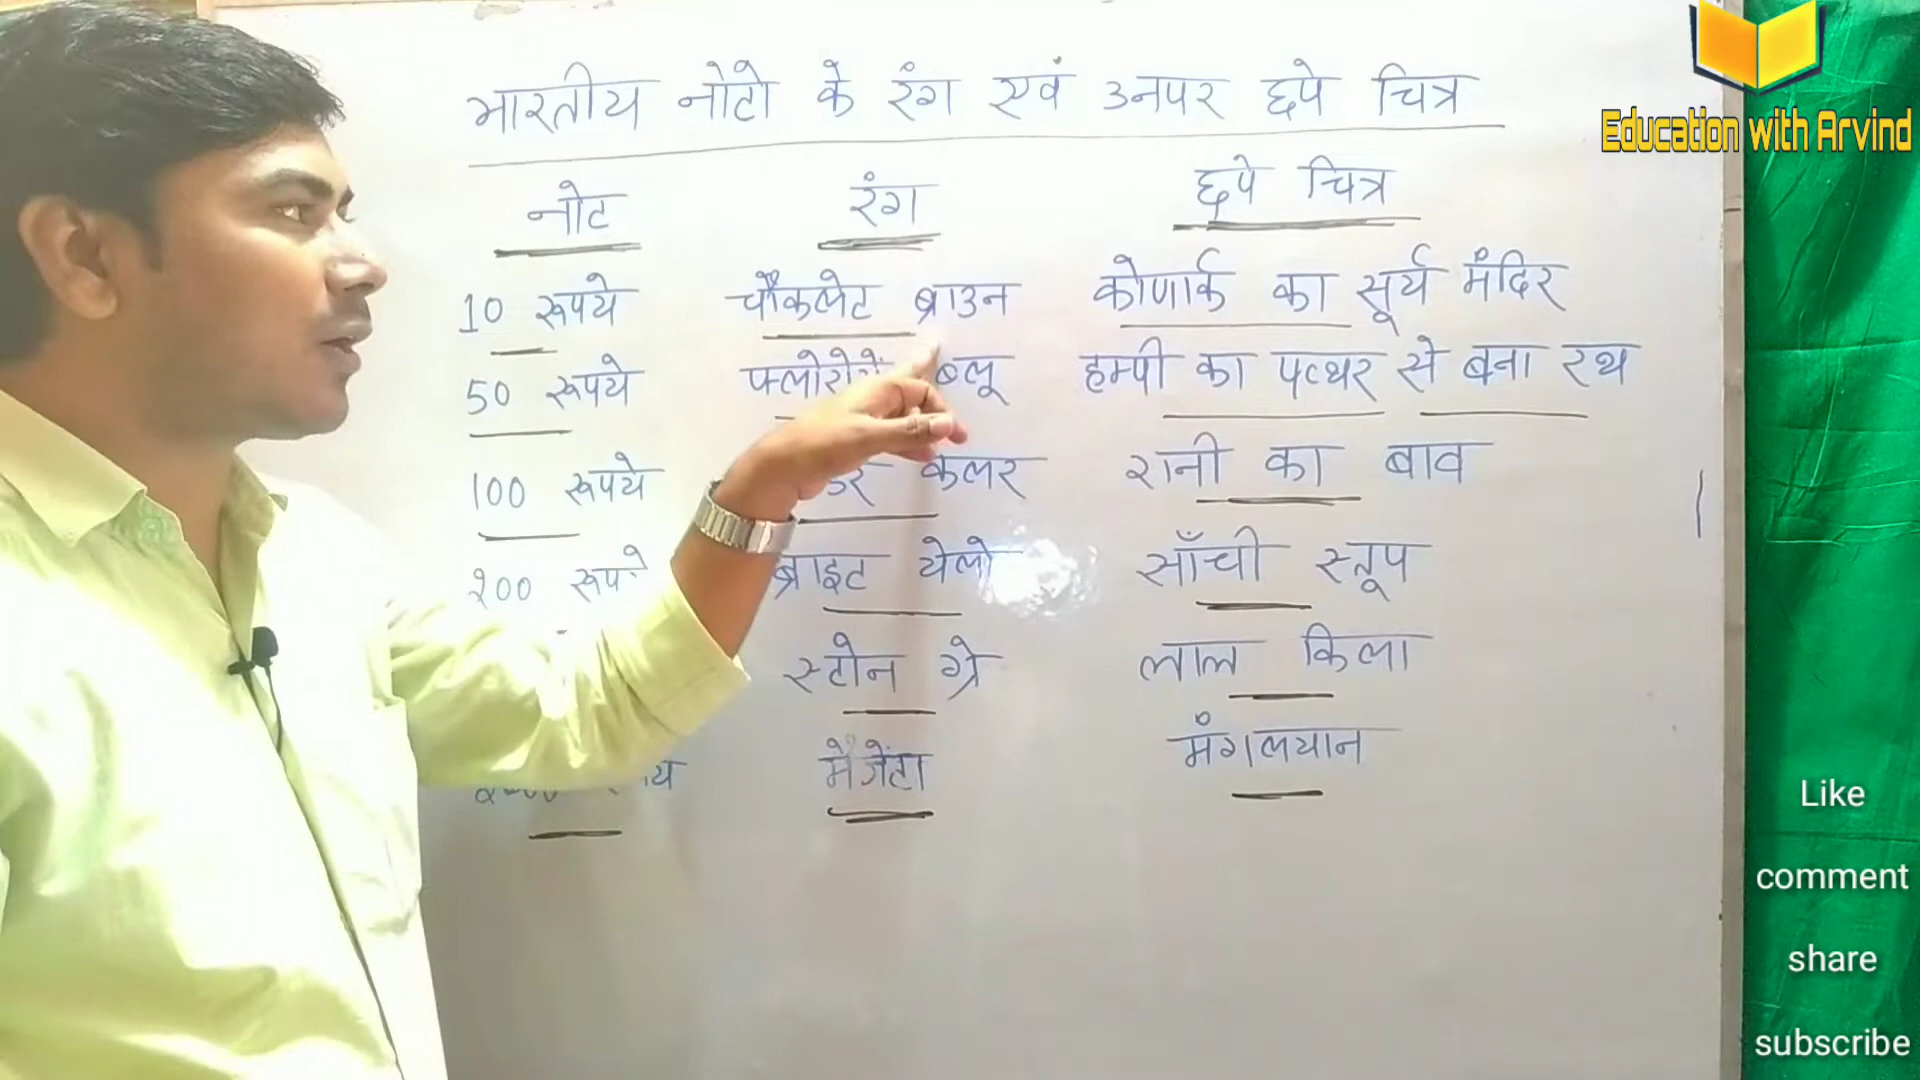 भारतीय नोटो के रंग एवं उनपर छपे चित्र
नोट रंग छपे चित्र
10 रूपये चौकलेट ब्राउन कोणार्क का सूर्य मंदिर
50 रूपये ब्लू हम्पी का पत्थर से बना रथ
100 रूपये कलर रानी का बाव
200 ब्राइट येलो साँची स्तूप
स्टोन ग्रे लाल किला
मैजेंटा मंगलयान
Education with Arvind
Like
comment
share
subscribe